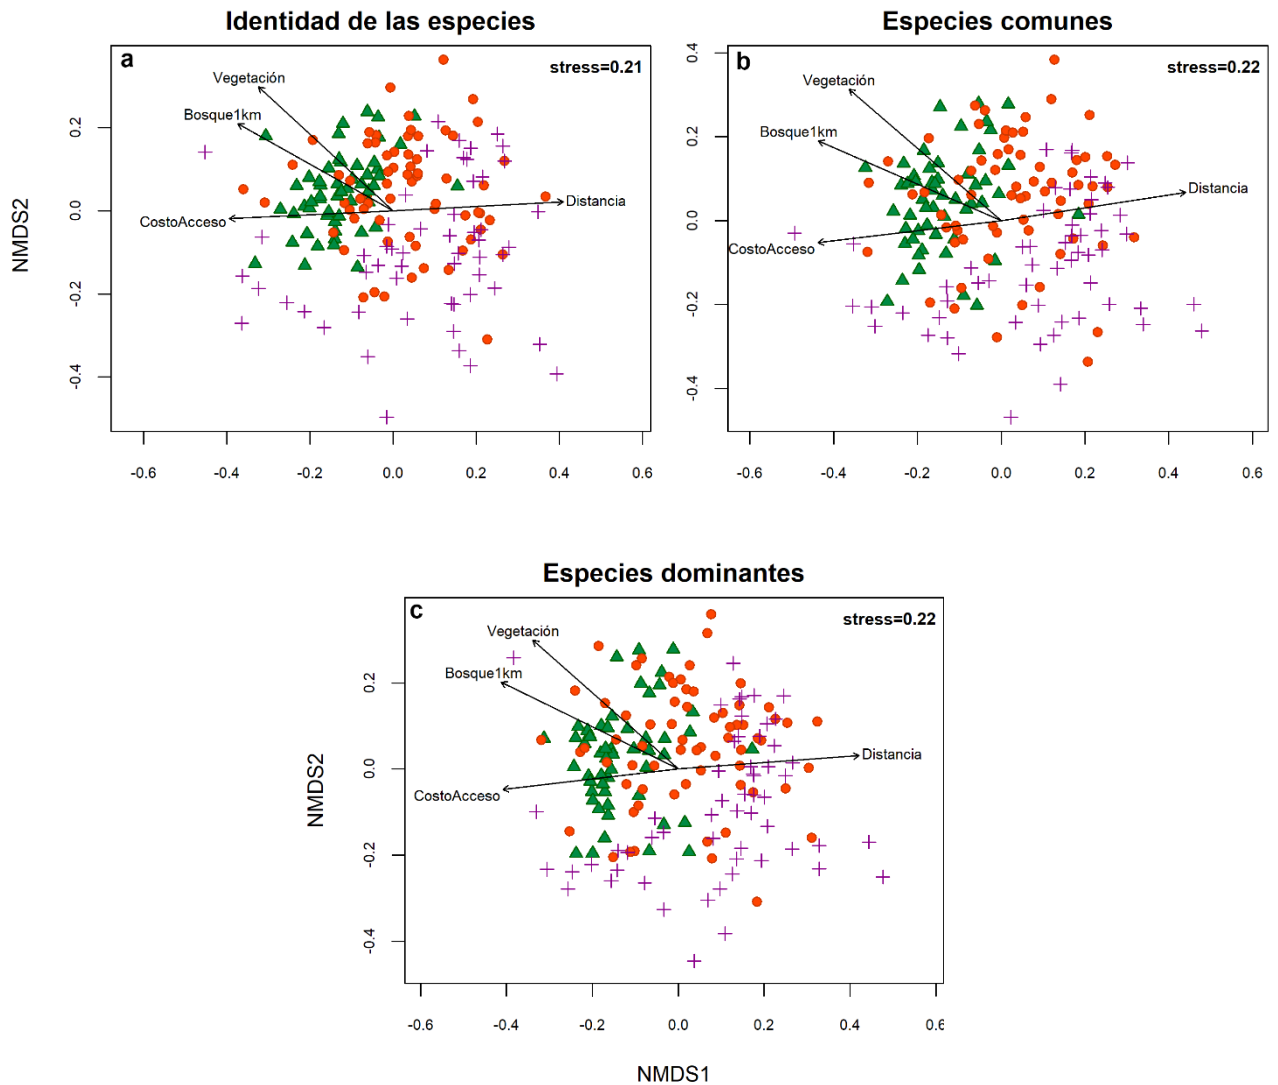 Identidad de las especies
a
stress=0.21
Vegetación
Bosque1km
CostoAcceso
Distancia
NMDS2
0.2
0.0
-0.2
-0.4
-0.6
-0.4
-0.2
0.0
0.2
0.4
0.6
Especies comunes
b
stress=0.22
Vegetación
Bosque1km
CostoAcceso
Distancia
0.4
0.2
0.0
-0.2
-0.4
-0.6
-0.4
-0.2
0.0
0.2
0.4
0.6
Especies dominantes
c
stress=0.22
Vegetación
Bosque1km
CostoAcceso
Distancia
NMDS2
0.2
0.0
-0.2
-0.4
-0.6
-0.4
-0.2
0.0
0.2
0.4
0.6
NMDS1